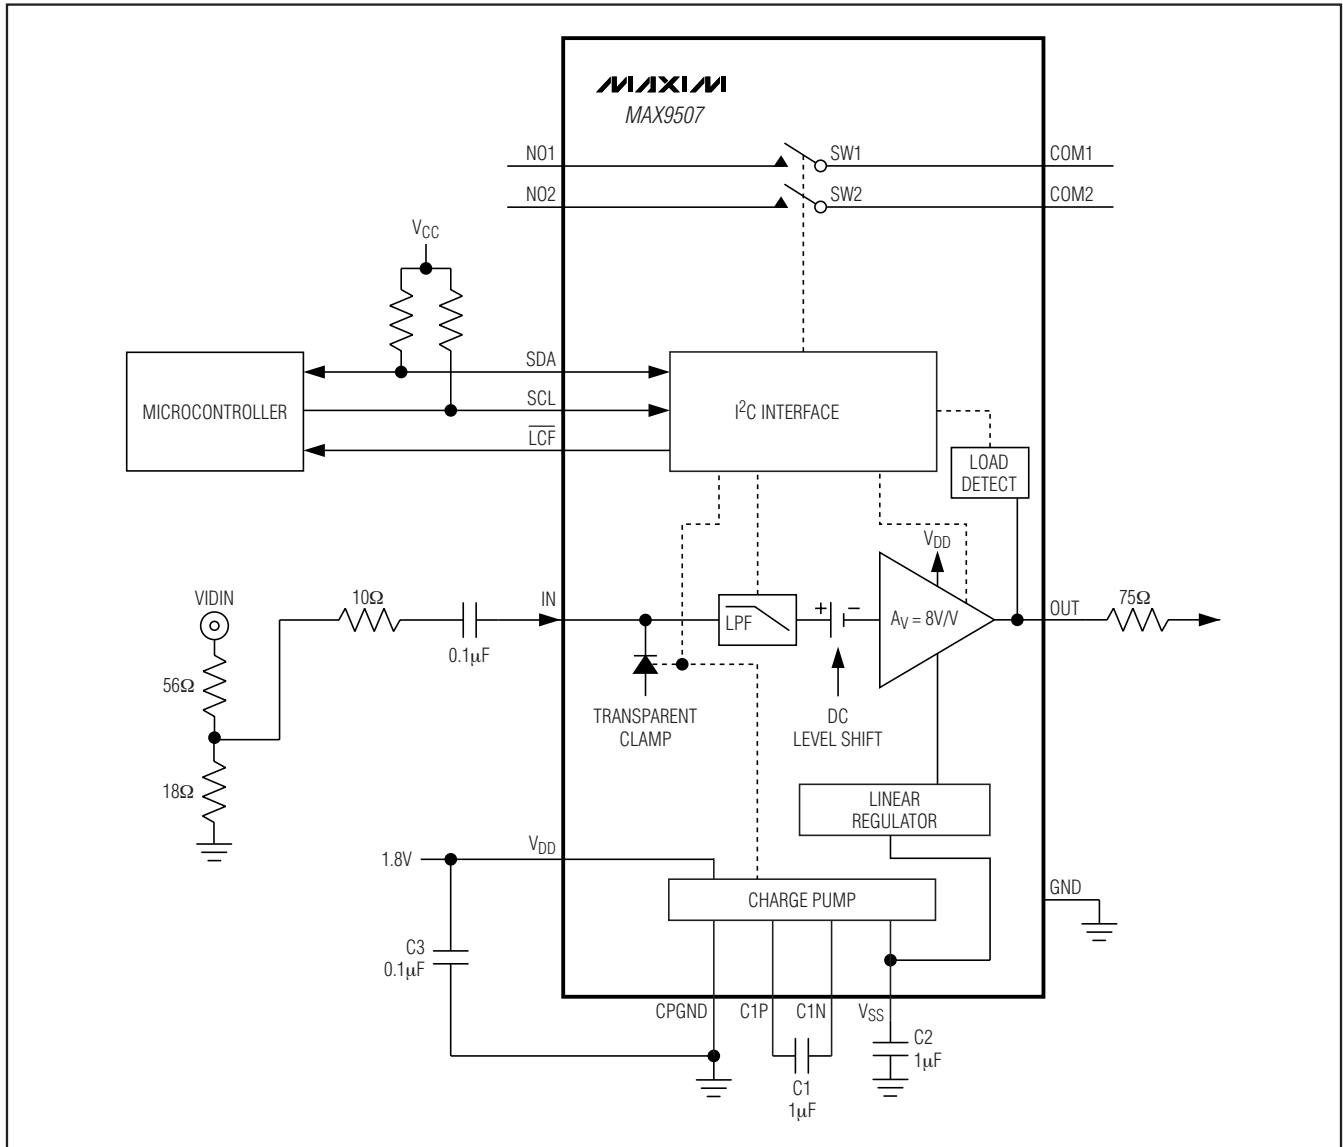 MAXIM
MAX9507
NO1
SW1
COM1
NO2
SW2
COM2
VCC
SDA
MICROCONTROLLER
SCL
I²C INTERFACE
LCF
LOAD
DETECT
VDD
VIDIN
10Ω
IN
LPF
+ −
AV = 8V/V
OUT
75Ω
0.1µF
56Ω
TRANSPARENT
CLAMP
DC
LEVEL SHIFT
18Ω
LINEAR
REGULATOR
1.8V
VDD
CHARGE PUMP
GND
C3
0.1µF
CPGND
C1P
C1N
VSS
C2
1µF
C1
1µF